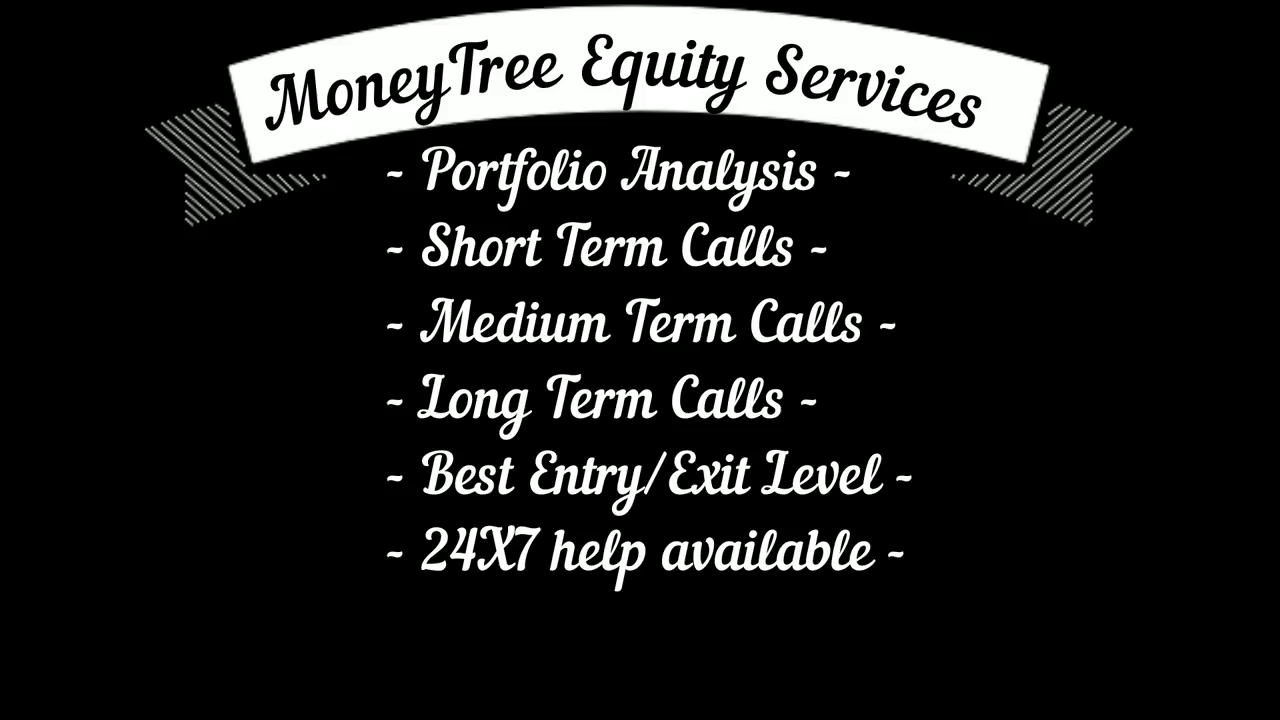 MoneyTree Equity Services
- Portfolio Analysis -
- Short Term Calls -
- Medium Term Calls -
- Long Term Calls -
- Best Entry/Exit Level -
- 24X7 help available -